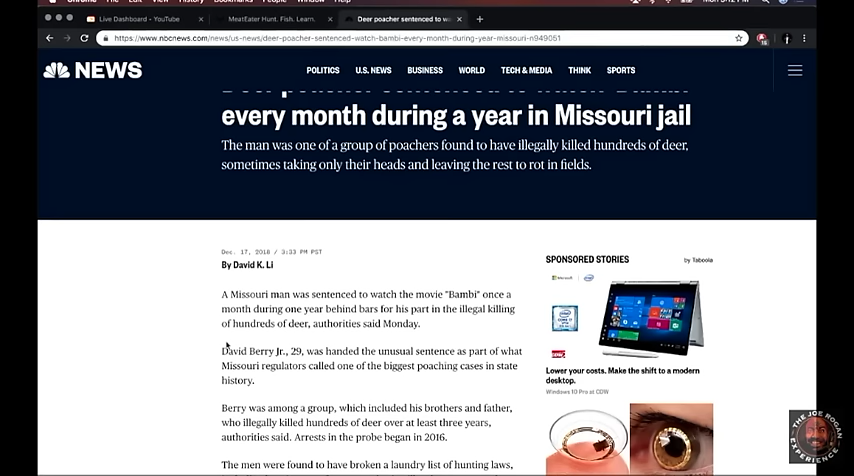 Live Dashboard - YouTube
MeatEater Hunt. Fish. Learn.
Deer poacher sentenced to wa
https://www.nbcnews.com/news/us-news/deer-poacher-sentenced-watch-bambi-every-month-during-year-missouri-n949051
NEWS
POLITICS U.S. NEWS BUSINESS WORLD TECH & MEDIA THINK SPORTS
every month during a year in Missouri jail
The man was one of a group of poachers found to have illegally killed hundreds of deer,
sometimes taking only their heads and leaving the rest to rot in fields.
Dec. 17, 2018 / 3:33 PM PST
By David K. Li
A Missouri man was sentenced to watch the movie "Bambi" once a
month during one year behind bars for his part in the illegal killing
of hundreds of deer, authorities said Monday.
David Berry Jr., 29, was handed the unusual sentence as part of what
Missouri regulators called one of the biggest poaching cases in state
history.
Berry was among a group, which included his brothers and father,
who illegally killed hundreds of deer over at least three years,
authorities said. Arrests in the probe began in 2016.
The men were found to have broken a laundry list of hunting laws,
SPONSORED STORIES
by Taboola
Microsoft
Lower your costs. Make the shift to a modern
desktop.
Windows 10 Pro at CDW
THE JOE ROGAN
EXPERIENCE